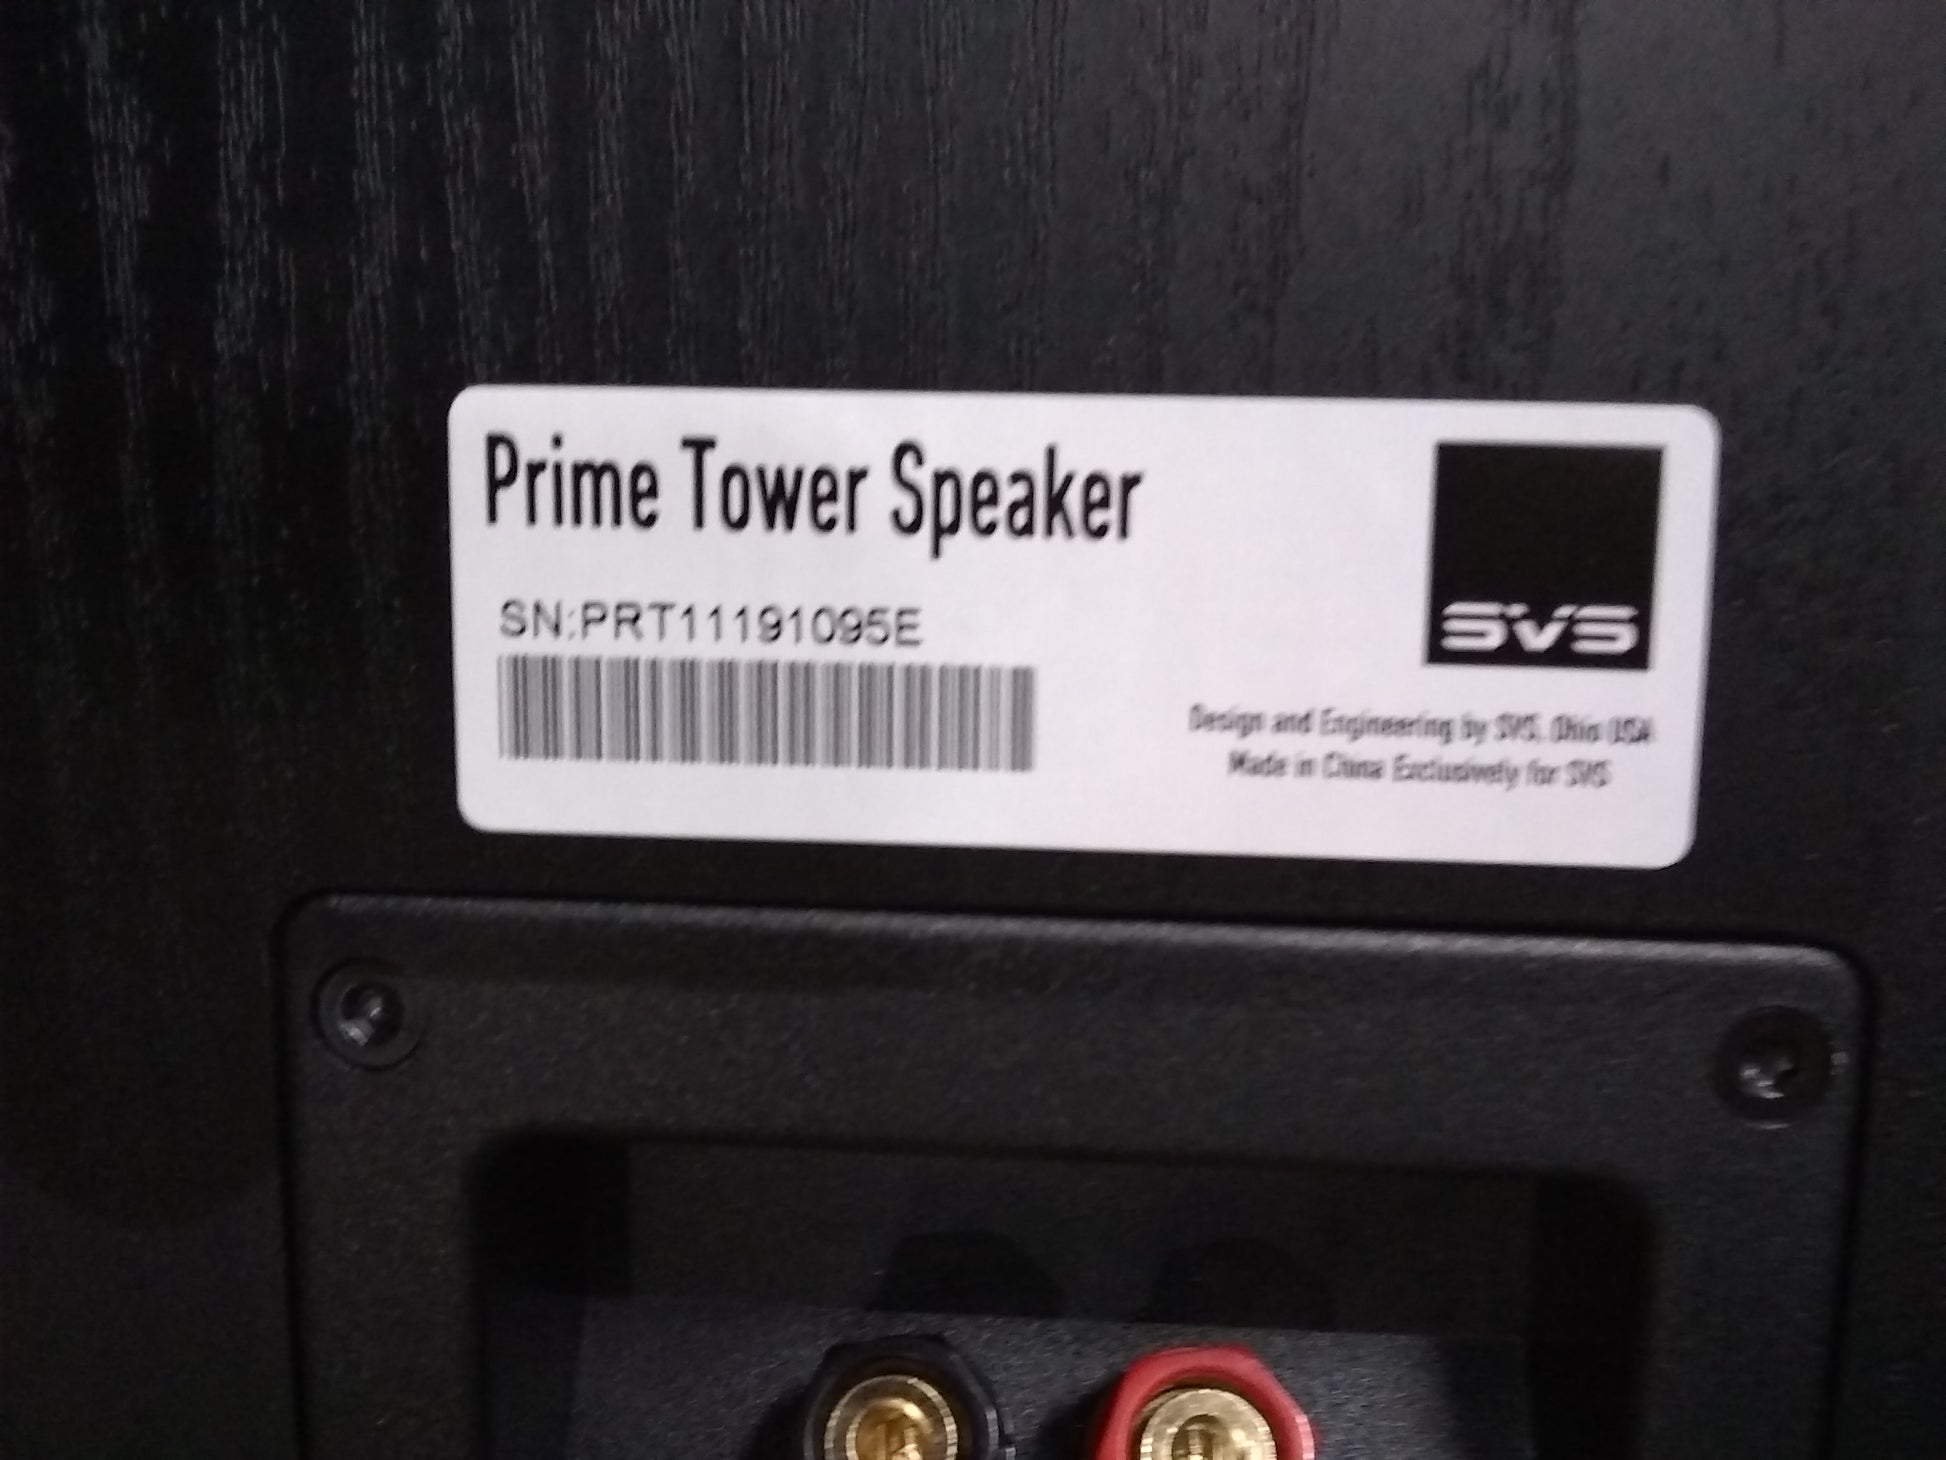 Prime Tower Speaker
SN:PRT11191095E
SVS
Design and Engineering by SVS, Ohio USA
Made in China Exclusively for SVS